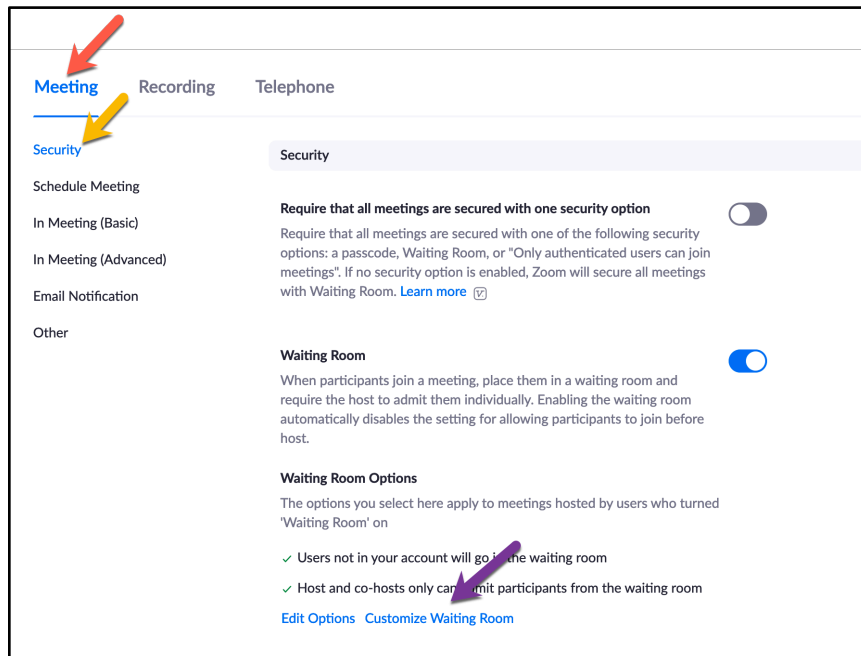 Meeting Recording Telephone
Security
Schedule Meeting
In Meeting (Basic)
In Meeting (Advanced)
Email Notification
Other
Security
Require that all meetings are secured with one security option
Require that all meetings are secured with one of the following security
options: a passcode, Waiting Room, or "Only authenticated users can join
meetings". If no security option is enabled, Zoom will secure all meetings
with Waiting Room. Learn more
Waiting Room
When participants join a meeting, place them in a waiting room and
require the host to admit them individually. Enabling the waiting room
automatically disables the setting for allowing participants to join before
host.
Waiting Room Options
The options you select here apply to meetings hosted by users who turned
'Waiting Room' on
Users not in your account will go in the waiting room
Host and co-hosts only can admit participants from the waiting room
Edit Options Customize Waiting Room